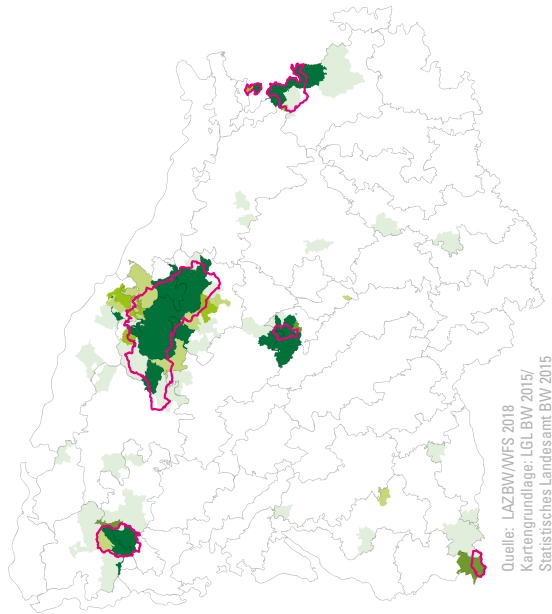 Quelle: LAZBW/WFS 2018
Kartengrundlage: LGL BW 2015/
Statistisches Landesamt BW 2015